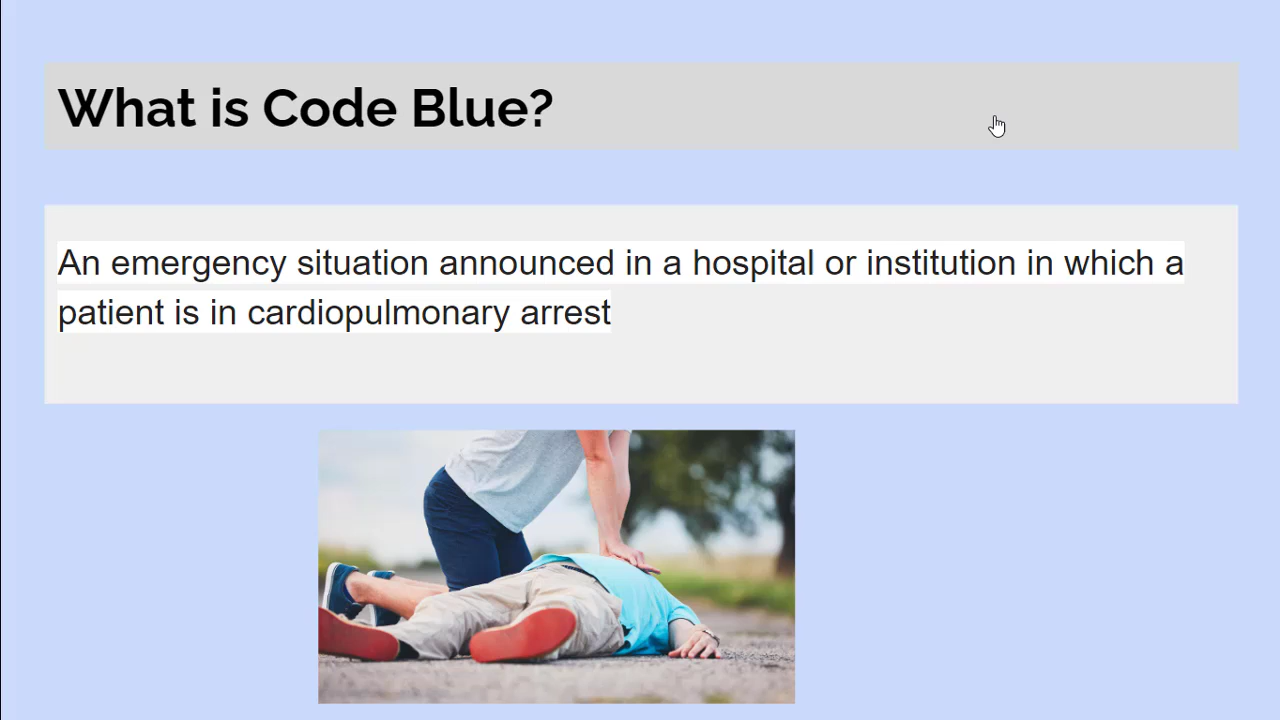 What is Code Blue?
An emergency situation announced in a hospital or institution in which a
patient is in cardiopulmonary arrest